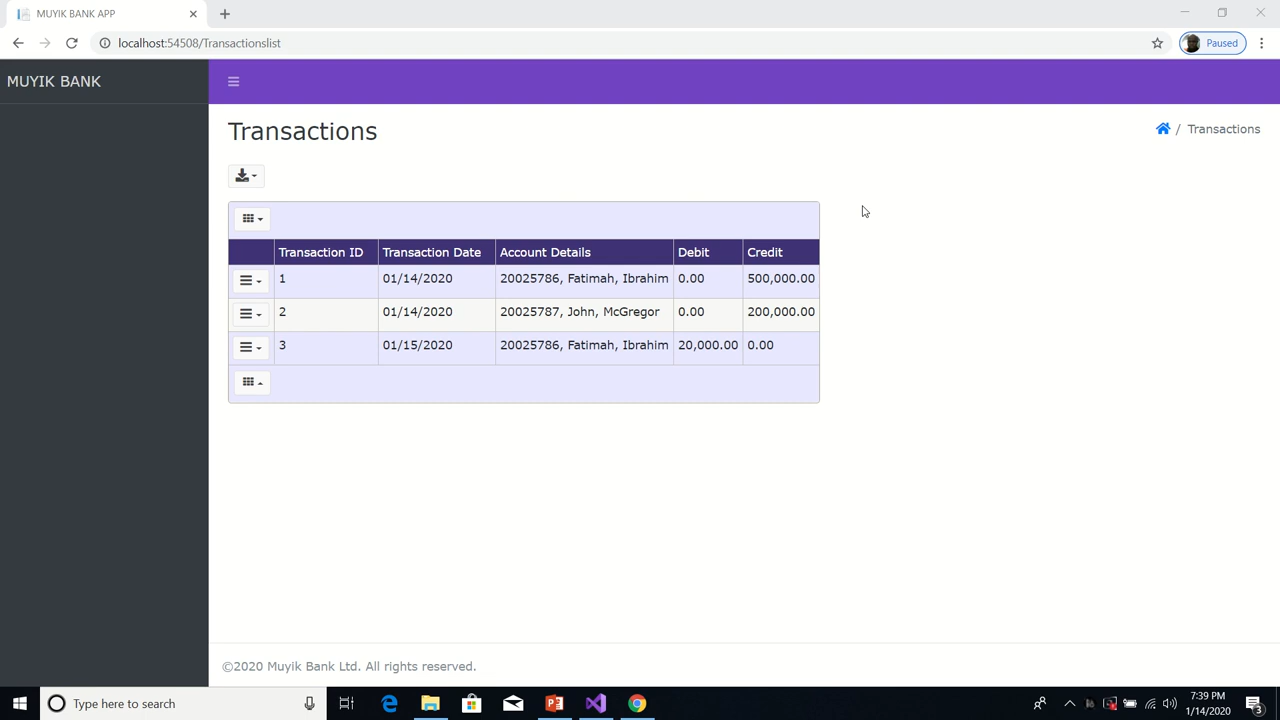 MUYIK BANK APP
localhost:54508/Transactionslist
Paused
MUYIK BANK
Transactions
/ Transactions
Transaction ID Transaction Date Account Details Debit Credit
1 01/14/2020 20025786, Fatimah, Ibrahim 0.00 500,000.00
2 01/14/2020 20025787, John, McGregor 0.00 200,000.00
3 01/15/2020 20025786, Fatimah, Ibrahim 20,000.00 0.00
©2020 Muyik Bank Ltd. All rights reserved.
Type here to search
7:39 PM
1/14/2020
3